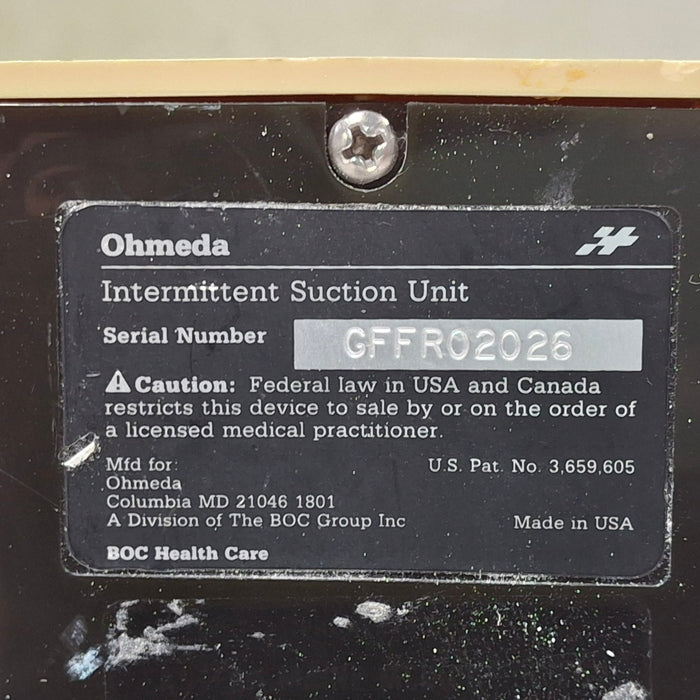 Ohmeda
Intermittent Suction Unit
Serial Number GFFR02026
Caution: Federal law in USA and Canada
restricts this device to sale by or on the order of
a licensed medical practitioner.
Mfd for:
Ohmeda
Columbia MD 21046 1801
A Division of The BOC Group Inc
BOC Health Care
U.S. Pat. No. 3,659,605
Made in USA